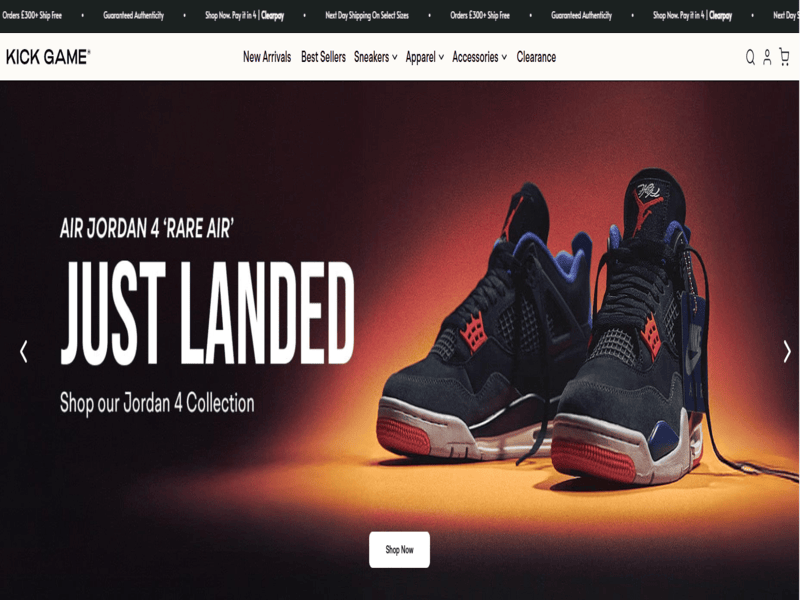 Orders £300+ Ship Free • Guaranteed Authenticity • Shop Now. Pay it in 4 | Clearpay • Next Day Shipping On Select Sizes • Orders £300+ Ship Free • Guaranteed Authenticity • Shop Now. Pay it in 4 | Clearpay • Next Day S
KICK GAME® New Arrivals Best Sellers Sneakers Apparel Accessories Clearance
AIR JORDAN 4 ‘RARE AIR’
JUST LANDED
Shop our Jordan 4 Collection
Shop Now